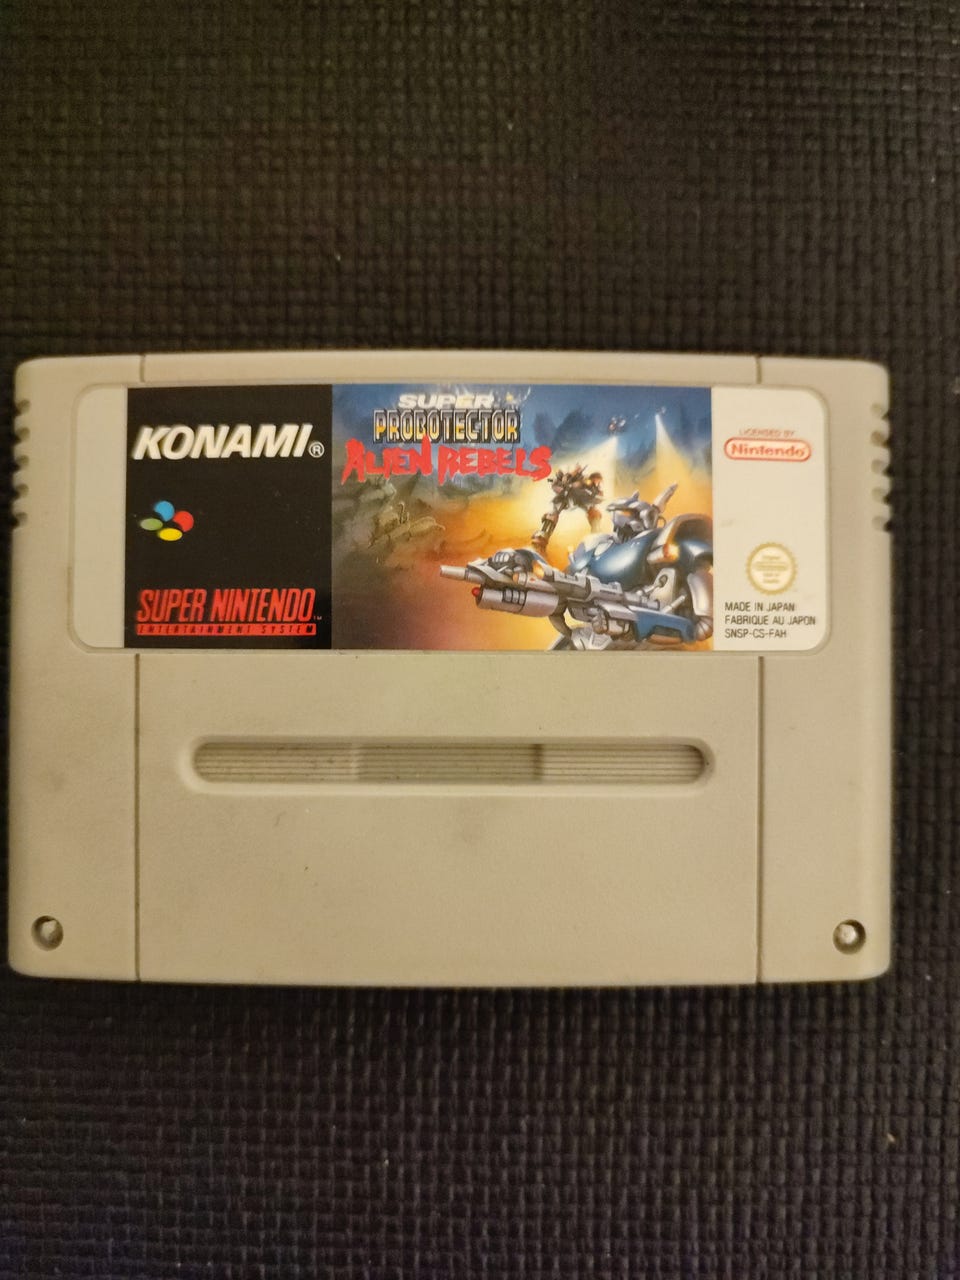 KONAMI®
SUPER NINTENDO™
ENTERTAINMENT SYSTEM
SUPER
PROBOTECTOR
ALIEN REBELS
LICENSED BY
Nintendo®
MADE IN JAPAN
FABRIQUE AU JAPON
SNSP-CS-FAH